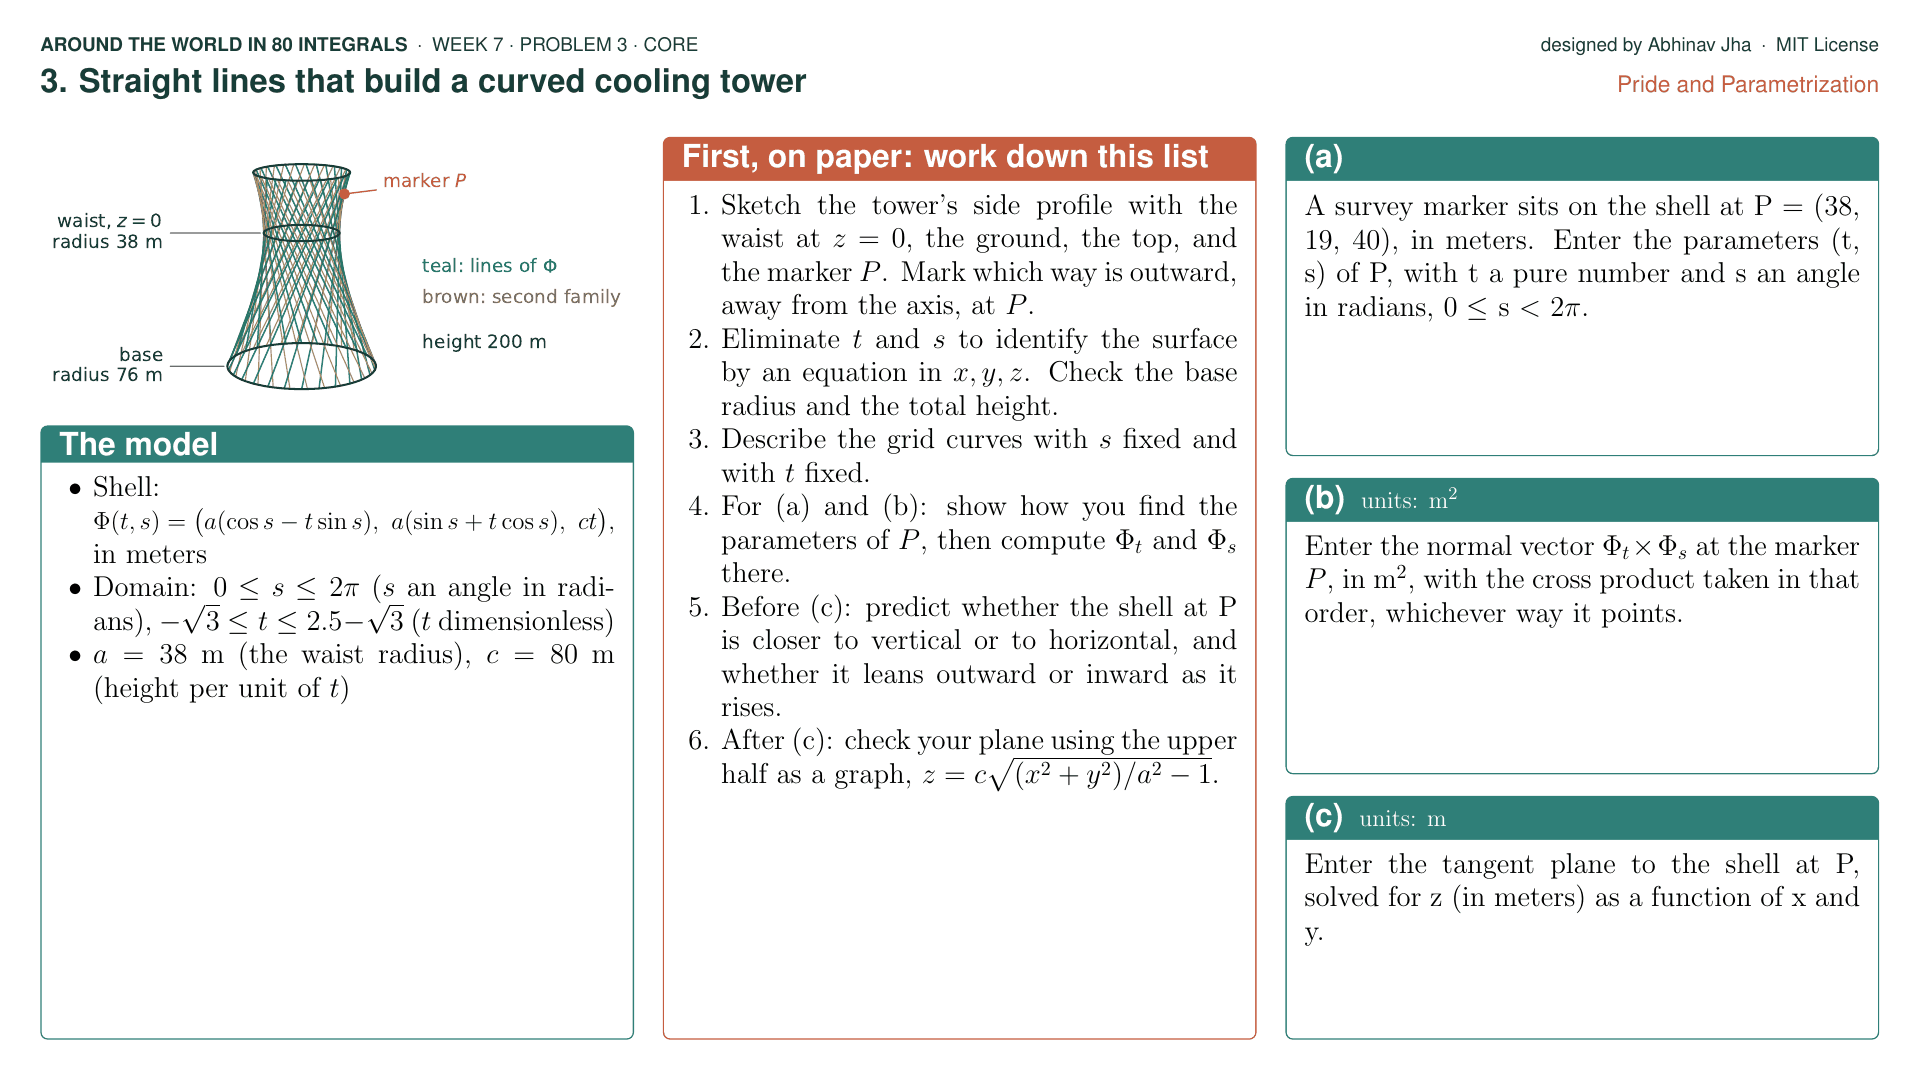 AROUND THE WORLD IN 80 INTEGRALS · WEEK 7 · PROBLEM 3 · CORE
designed by Abhinav Jha · MIT License
3. Straight lines that build a curved cooling tower
Pride and Parametrization
marker P
waist, z = 0
radius 38 m
teal: lines of Φ
brown: second family
height 200 m
base
radius 76 m
The model
• Shell:
Φ(t, s) = (a(cos s − t sin s), a(sin s + t cos s), ct),
in meters
• Domain: 0 ≤ s ≤ 2π (s an angle in radi-
ans), −√3 ≤ t ≤ 2.5−√3 (t dimensionless)
• a = 38 m (the waist radius), c = 80 m
(height per unit of t)
First, on paper: work down this list
1. Sketch the tower's side profile with the
waist at z = 0, the ground, the top, and
the marker P. Mark which way is outward,
away from the axis, at P.
2. Eliminate t and s to identify the surface
by an equation in x, y, z. Check the base
radius and the total height.
3. Describe the grid curves with s fixed and
with t fixed.
4. For (a) and (b): show how you find the
parameters of P, then compute Φₜ and Φₛ
there.
5. Before (c): predict whether the shell at P
is closer to vertical or to horizontal, and
whether it leans outward or inward as it
rises.
6. After (c): check your plane using the upper
half as a graph, z = c√((x² + y²)/a² − 1).
(a)
A survey marker sits on the shell at P = (38,
19, 40), in meters. Enter the parameters (t,
s) of P, with t a pure number and s an angle
in radians, 0 ≤ s < 2π.
(b) units: m²
Enter the normal vector Φₜ × Φₛ at the marker
P, in m², with the cross product taken in that
order, whichever way it points.
(c) units: m
Enter the tangent plane to the shell at P,
solved for z (in meters) as a function of x and
y.